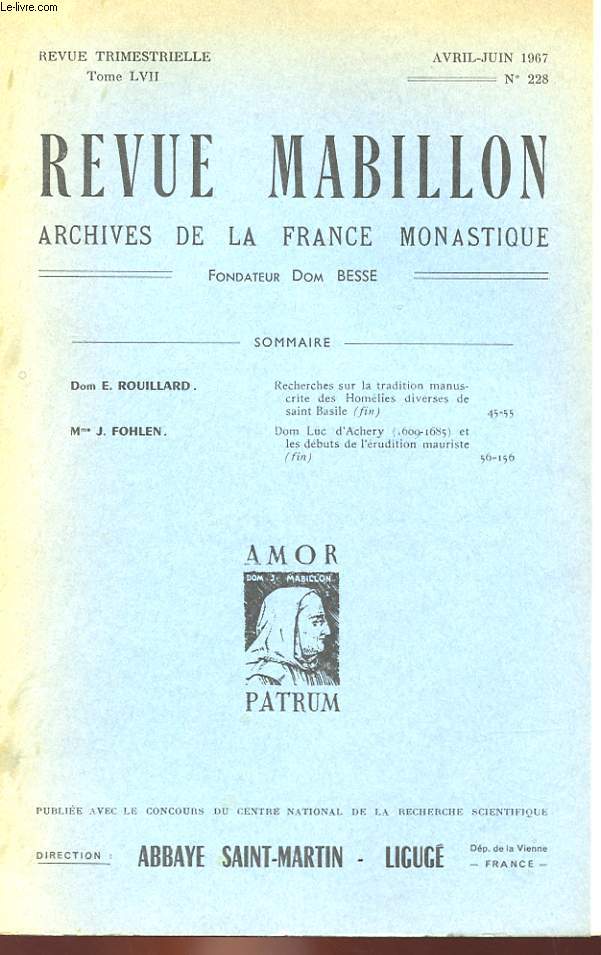 Le-livre.com
REVUE TRIMESTRIELLE
Tome LVII
AVRIL-JUIN 1967
N° 228
REVUE MABILLON
ARCHIVES DE LA FRANCE MONASTIQUE
FONDATEUR DOM BESSE
SOMMAIRE
Dom E. ROUILLARD.
Recherches sur la tradition manus-
crite des Homélies diverses de
saint Basile (fin) 45-55
Mme J. FOHLEN.
Dom Luc d'Achery (1609-1685) et
les débuts de l'érudition mauriste
(fin) 56-156
AMOR
DOM J. MABILLON
PATRUM
PUBLIÉE AVEC LE CONCOURS DU CENTRE NATIONAL DE LA RECHERCHE SCIENTIFIQUE
DIRECTION : ABBAYE SAINT-MARTIN - LIGUGÉ
Dép. de la Vienne
— FRANCE —